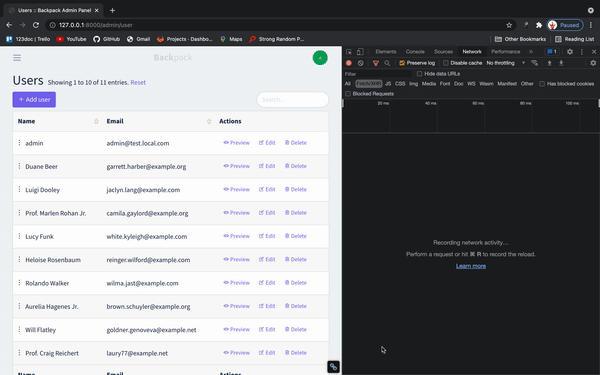 Users :: Backpack Admin Panel
127.0.0.1:8000/admin/user
Paused
123doc | Trello
YouTube
GitHub
Projects · Dashbo...
Maps
Strong Random P...
Other Bookmarks
Reading List
Backpack
Users Showing 1 to 10 of 11 entries. Reset
+ Add user
Search...
Name Email Actions
admin admin@test.local.com Preview Edit Delete
Duane Beer garrett.harber@example.org Preview Edit Delete
Luigi Dooley jaclyn.lang@example.com Preview Edit Delete
Prof. Marlen Rohan Jr. camila.gaylord@example.org Preview Edit Delete
Lucy Funk white.kyleigh@example.com Preview Edit Delete
Heloise Rosenbaum reinger.wilford@example.com Preview Edit Delete
Rolando Walker wilma.jast@example.com Preview Edit Delete
Aurelia Hagenes Jr. brown.schuyler@example.org Preview Edit Delete
Will Flatley goldner.genoveva@example.net Preview Edit Delete
Prof. Craig Reichert laury77@example.net Preview Edit Delete
Name Email Actions
Elements Console Sources Network Performance » 1
Preserve log Disable cache No throttling
Filter Hide data URLs
All Fetch/XHR JS CSS Img Media Font Doc WS Wasm Manifest Other Has blocked cookies
Blocked Requests
20 ms 40 ms 60 ms 80 ms 100 ms
Recording network activity...
Perform a request or hit ⌘ R to record the reload.
Learn more